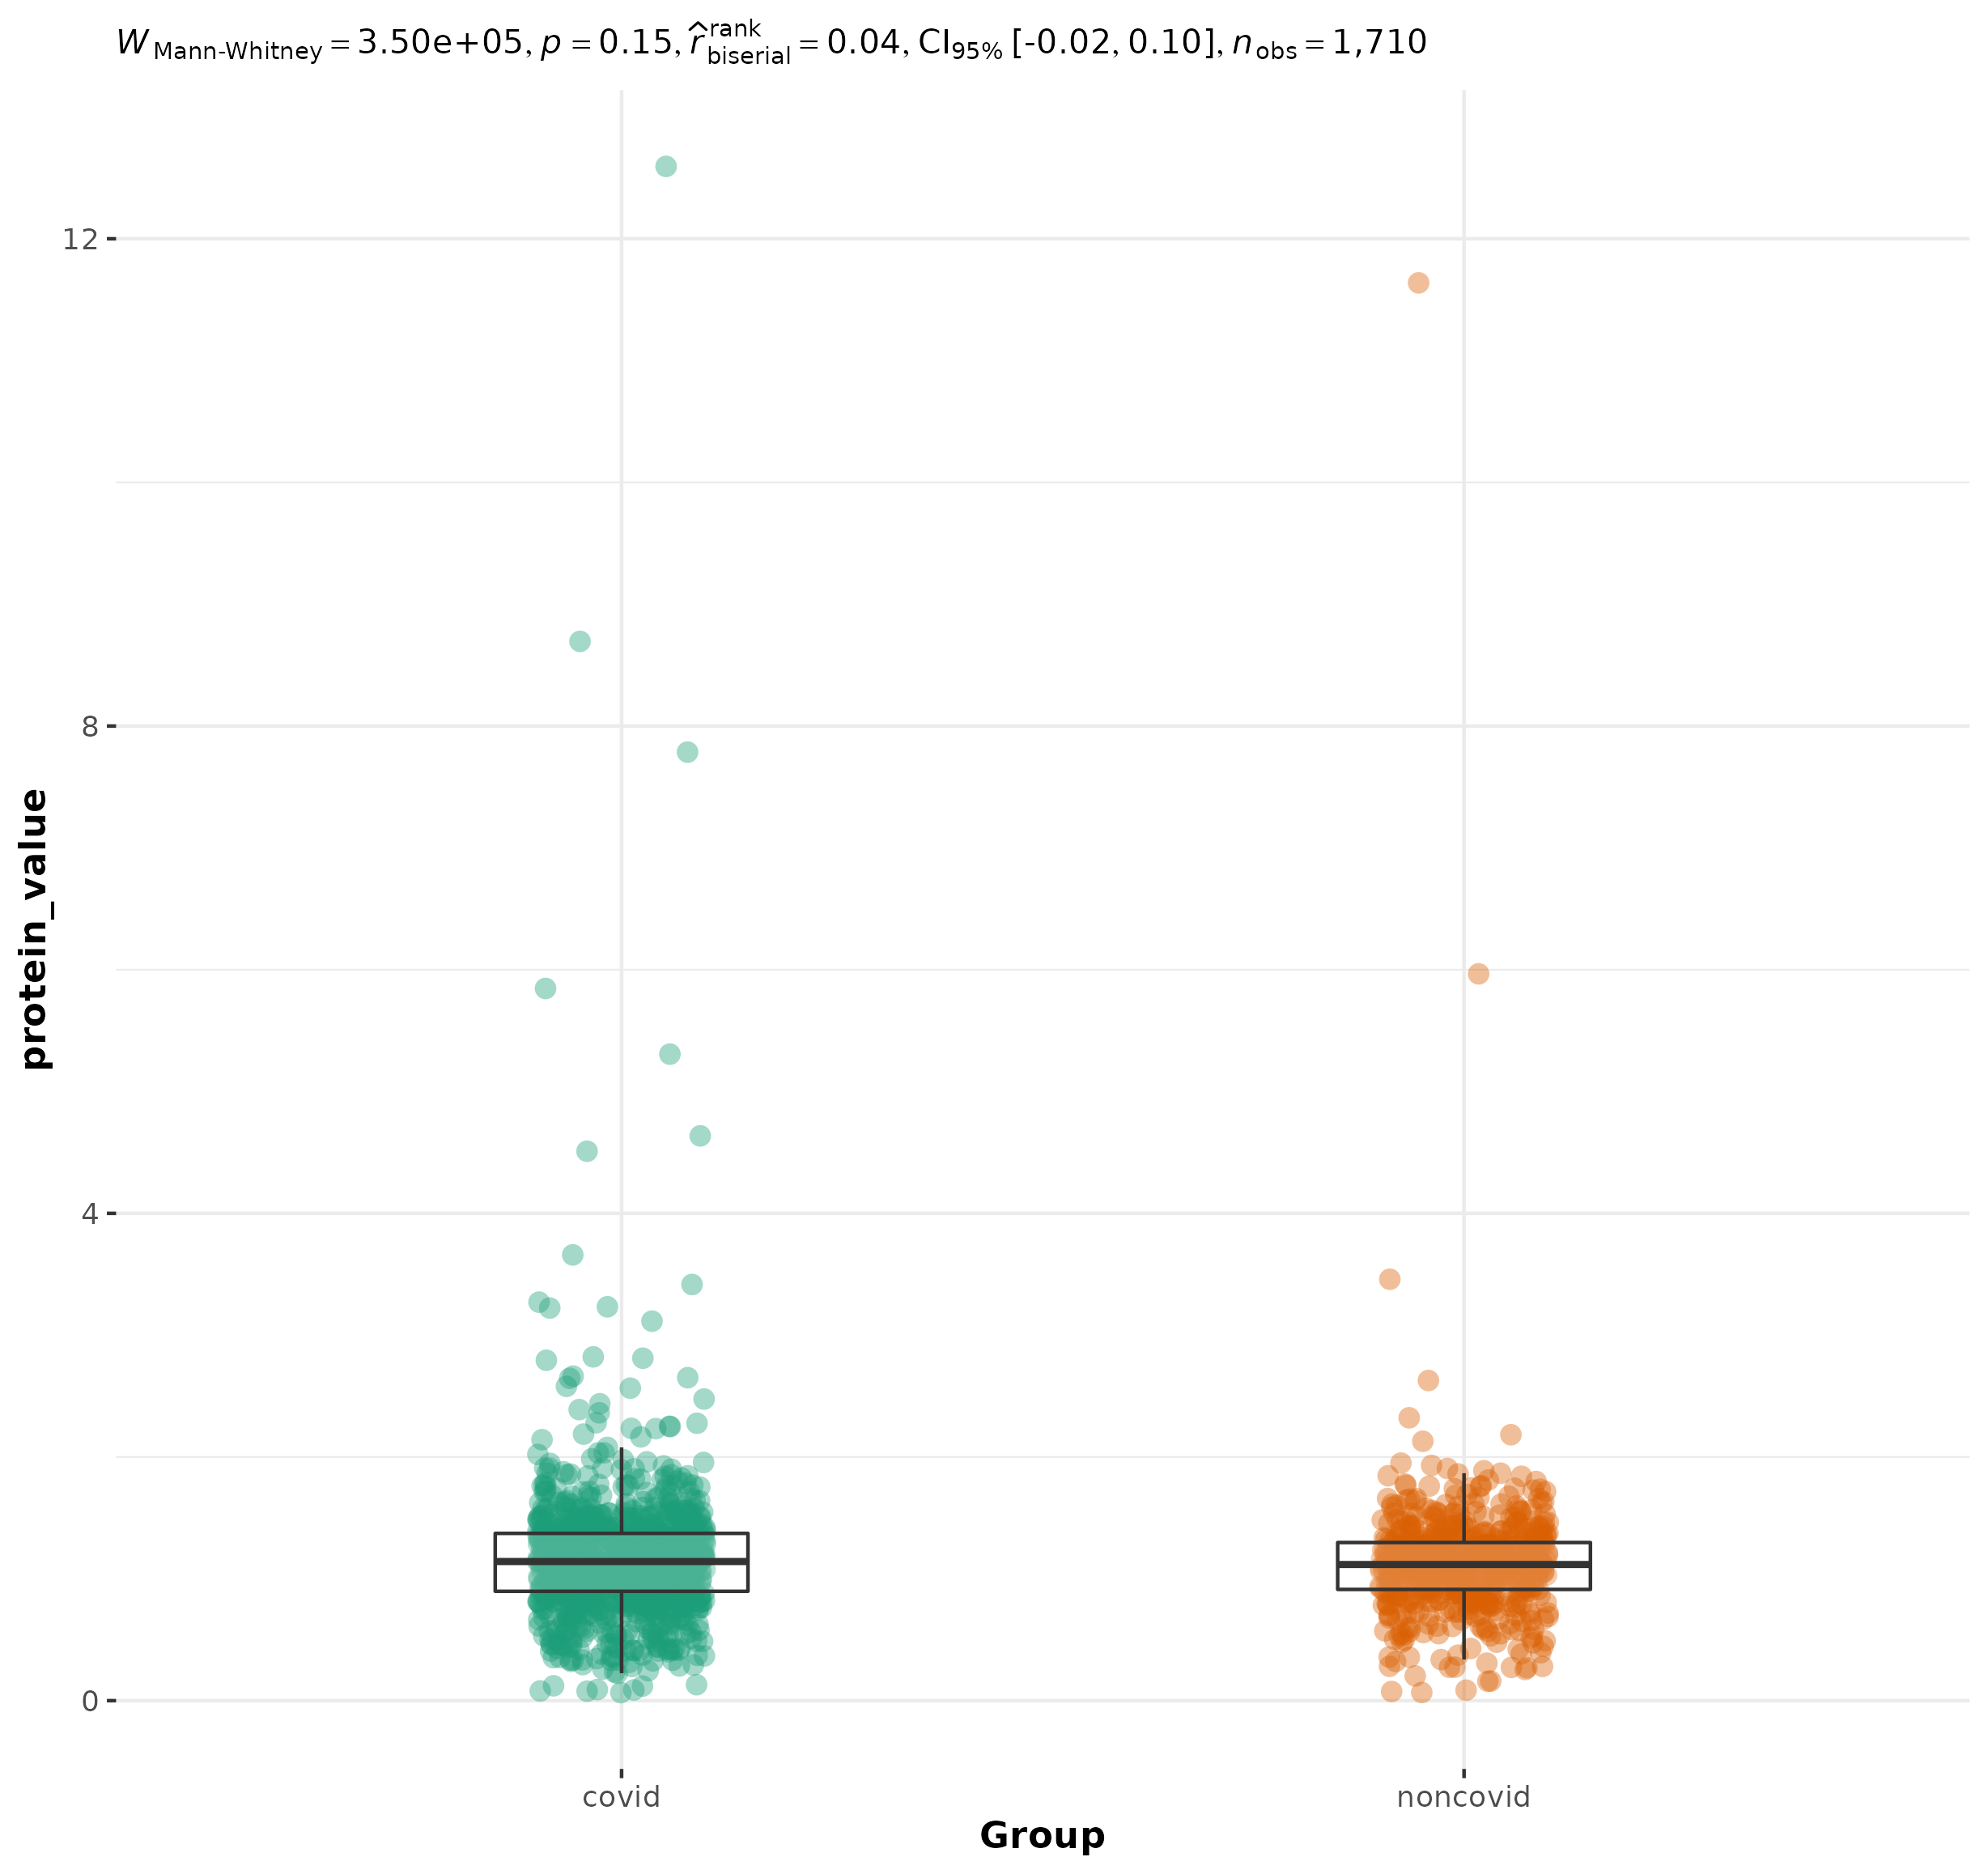 W Mann-Whitney = 3.50e+05, p = 0.15, r̂ rank biserial = 0.04, CI95% [-0.02, 0.10], nobs = 1,710
12
8
4
0
protein_value
covid noncovid
Group